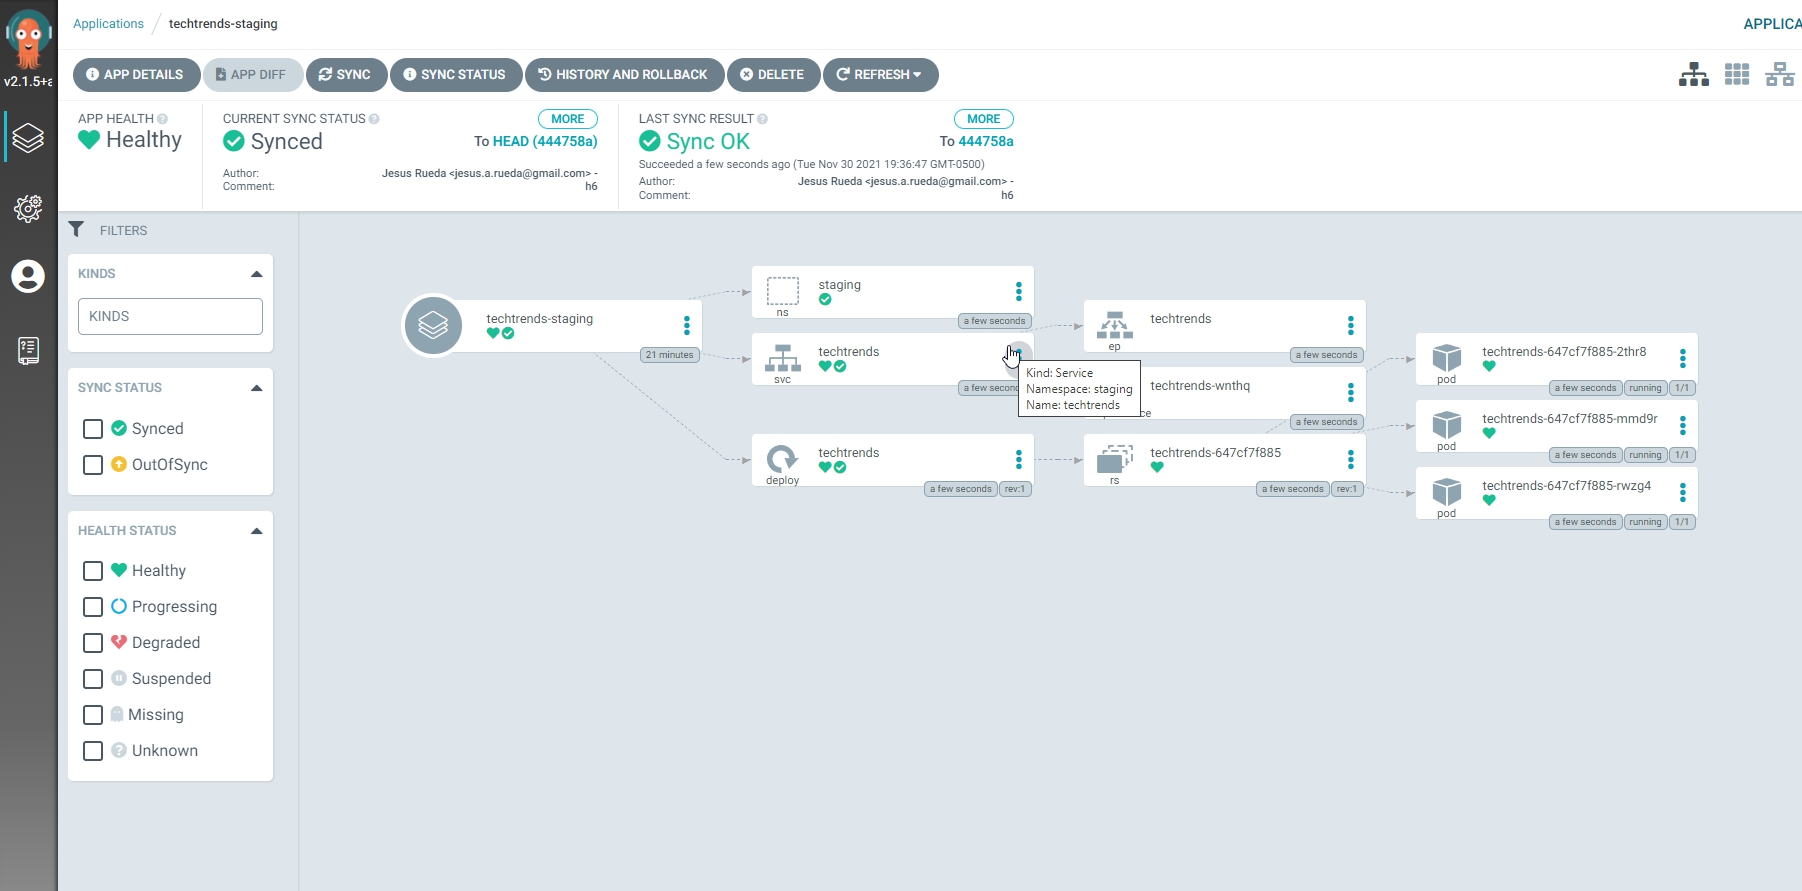 Applications / techtrends-staging
APPLICA
v2.1.5+a
APP DETAILS
APP DIFF
SYNC
SYNC STATUS
HISTORY AND ROLLBACK
DELETE
REFRESH
APP HEALTH
Healthy
CURRENT SYNC STATUS
MORE
Synced
To HEAD (444758a)
Author:
Jesus Rueda <jesus.a.rueda@gmail.com> -
Comment:
h6
LAST SYNC RESULT
MORE
Sync OK
To 444758a
Succeeded a few seconds ago (Tue Nov 30 2021 19:36:47 GMT-0500)
Author:
Jesus Rueda <jesus.a.rueda@gmail.com> -
Comment:
h6
FILTERS
KINDS
KINDS
SYNC STATUS
Synced
OutOfSync
HEALTH STATUS
Healthy
Progressing
Degraded
Suspended
Missing
Unknown
techtrends-staging
21 minutes
staging
ns
a few seconds
techtrends
svc
a few secon
Kind: Service
Namespace: staging
Name: techtrends
techtrends
deploy
a few seconds
rev:1
techtrends
ep
a few seconds
techtrends-wnthq
ce
a few seconds
techtrends-647cf7f885
rs
a few seconds
rev:1
techtrends-647cf7f885-2thr8
pod
a few seconds
running
1/1
techtrends-647cf7f885-mmd9r
pod
a few seconds
running
1/1
techtrends-647cf7f885-rwzg4
pod
a few seconds
running
1/1